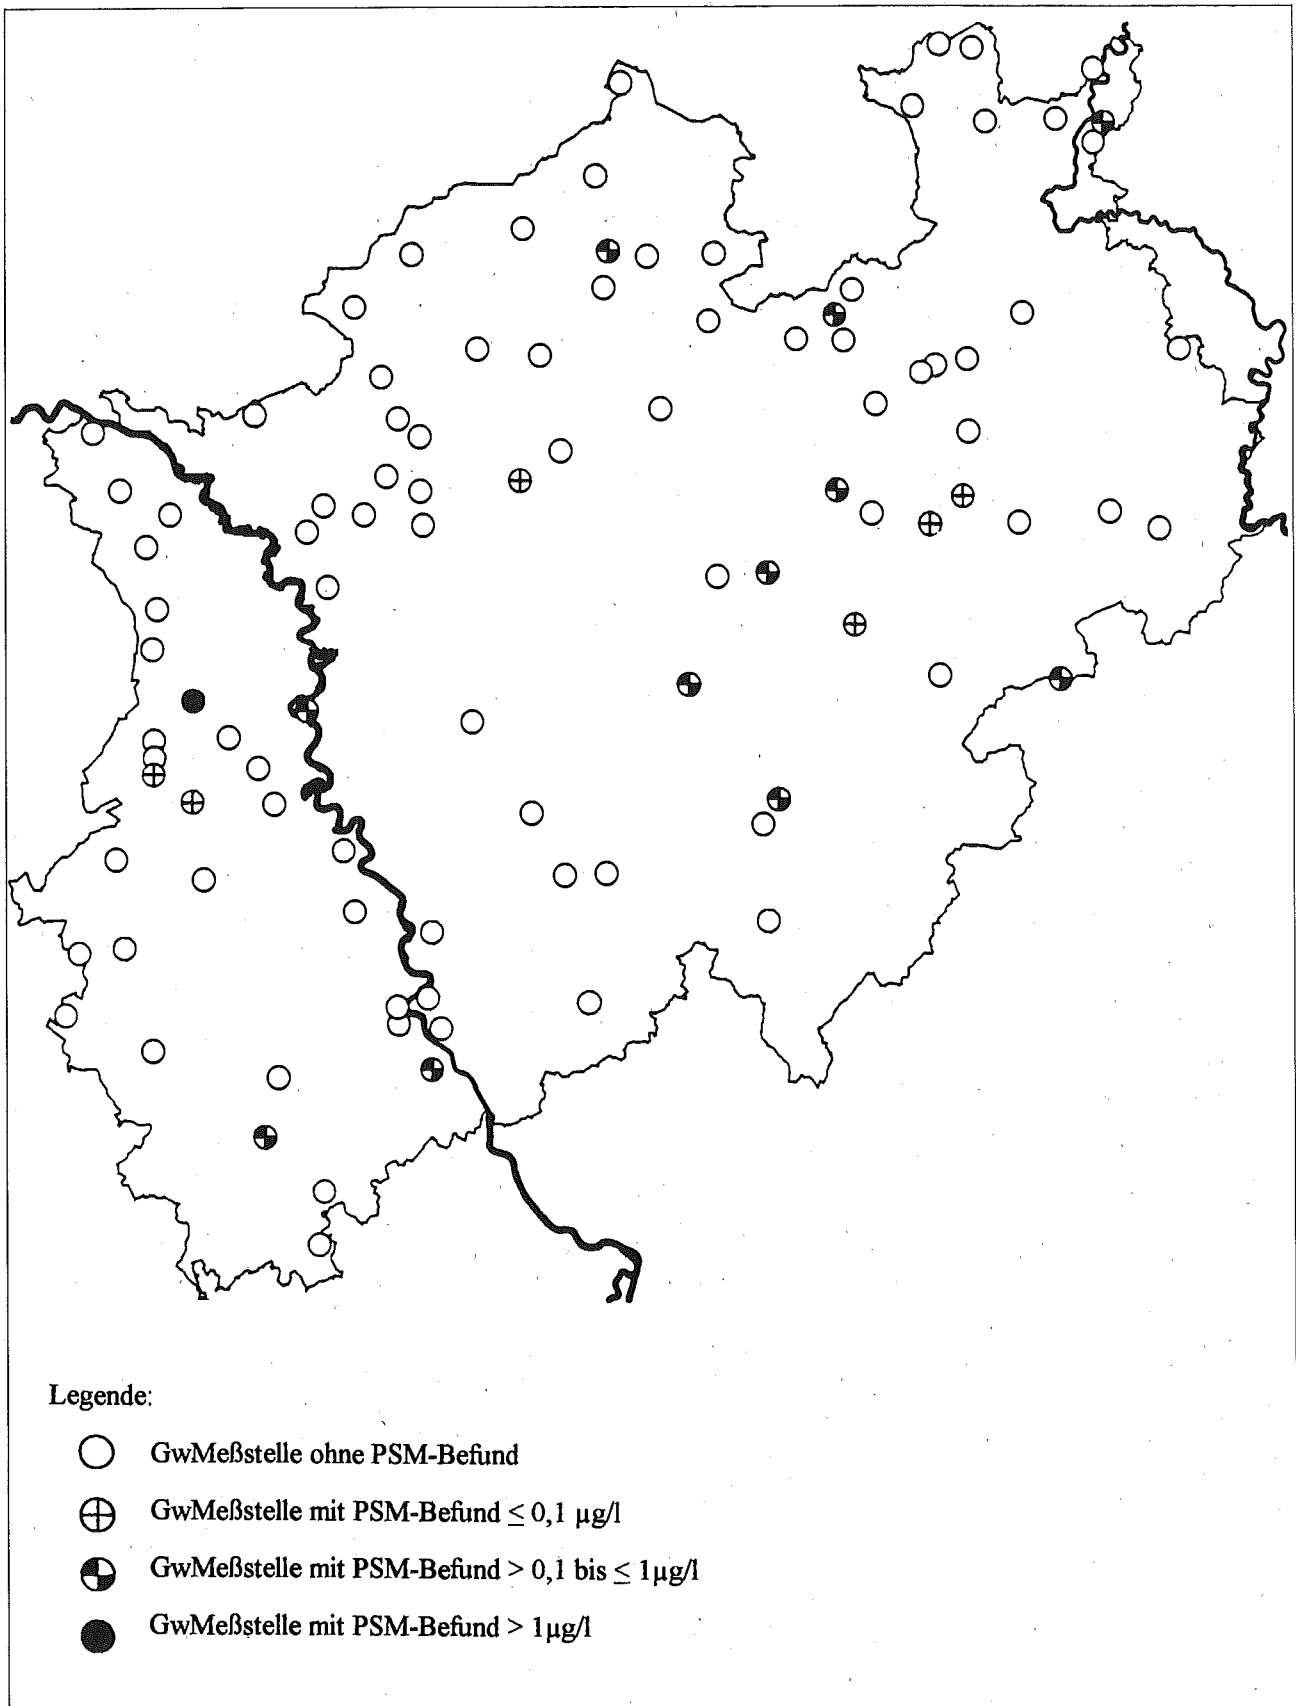 Legende:
GwMeßstelle ohne PSM-Befund
GwMeßstelle mit PSM-Befund ≤ 0,1 µg/l
GwMeßstelle mit PSM-Befund > 0,1 bis ≤ 1µg/l
GwMeßstelle mit PSM-Befund > 1µg/l